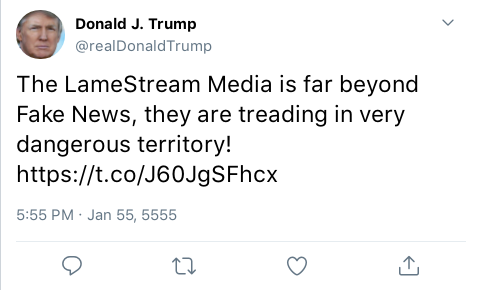 Donald J. Trump
@realDonaldTrump
The LameStream Media is far beyond
Fake News, they are treading in very
dangerous territory!
https://t.co/J60JgSFhcx
5:55 PM · Jan 55, 5555